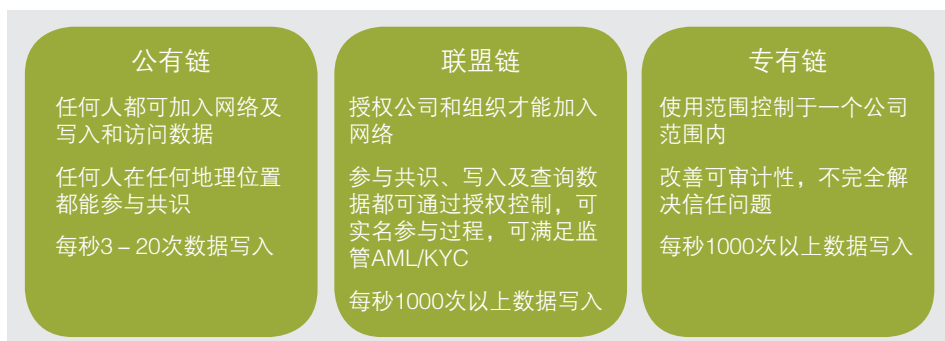 公有链
任何人都可加入网络及
写入和访问数据
任何人在任何地理位置
都能参与共识
每秒3－20次数据写入
联盟链
授权公司和组织才能加入
网络
参与共识、写入及查询数
据都可通过授权控制，可
实名参与过程，可满足监
管AML/KYC
每秒1000次以上数据写入
专有链
使用范围控制于一个公司
范围内
改善可审计性，不完全解
决信任问题
每秒1000次以上数据写入